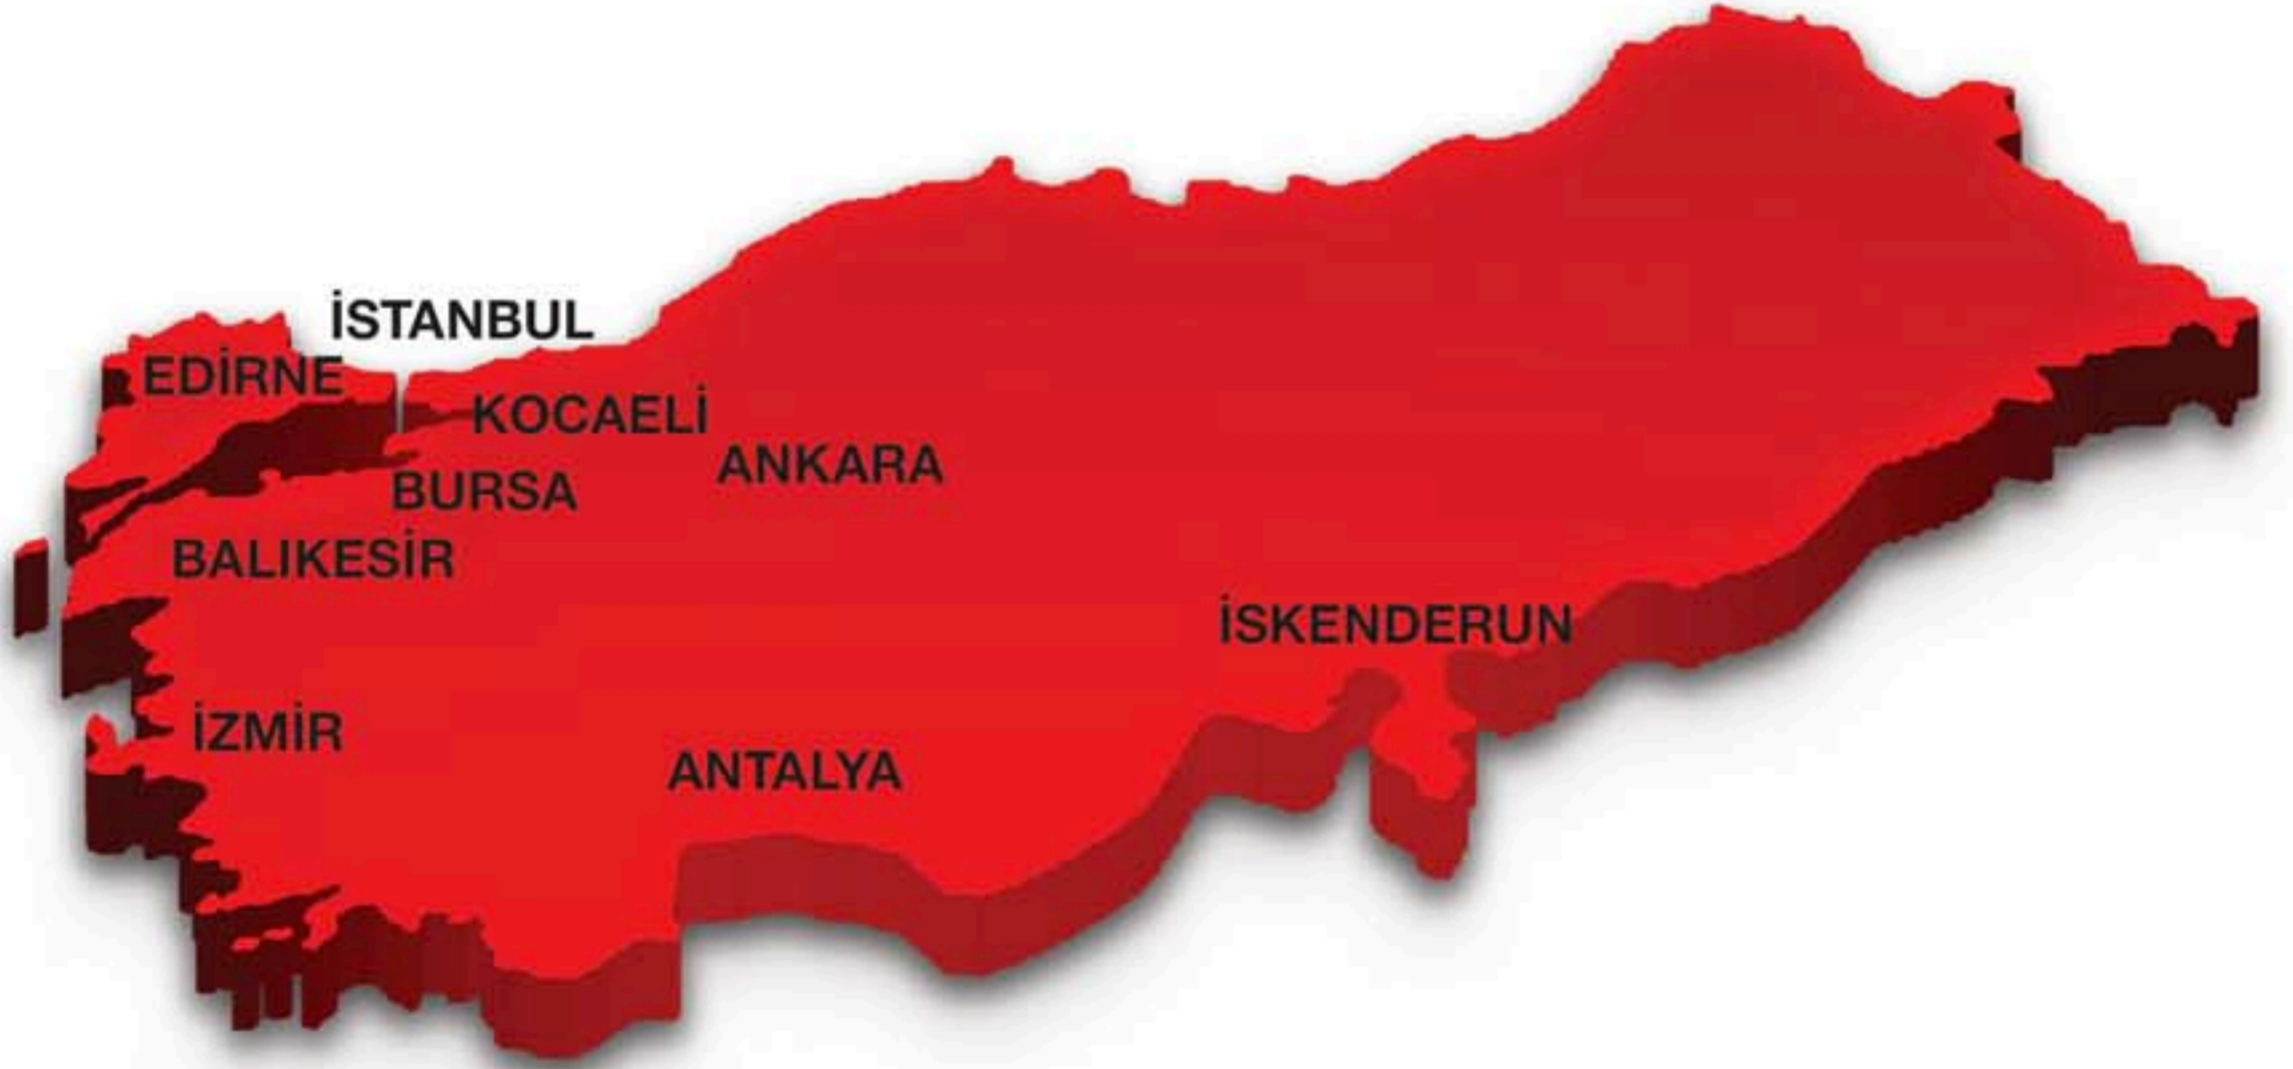 İSTANBUL
EDİRNE
KOCAELİ
ANKARA
BURSA
BALIKESİR
İSKENDERUN
İZMİR
ANTALYA